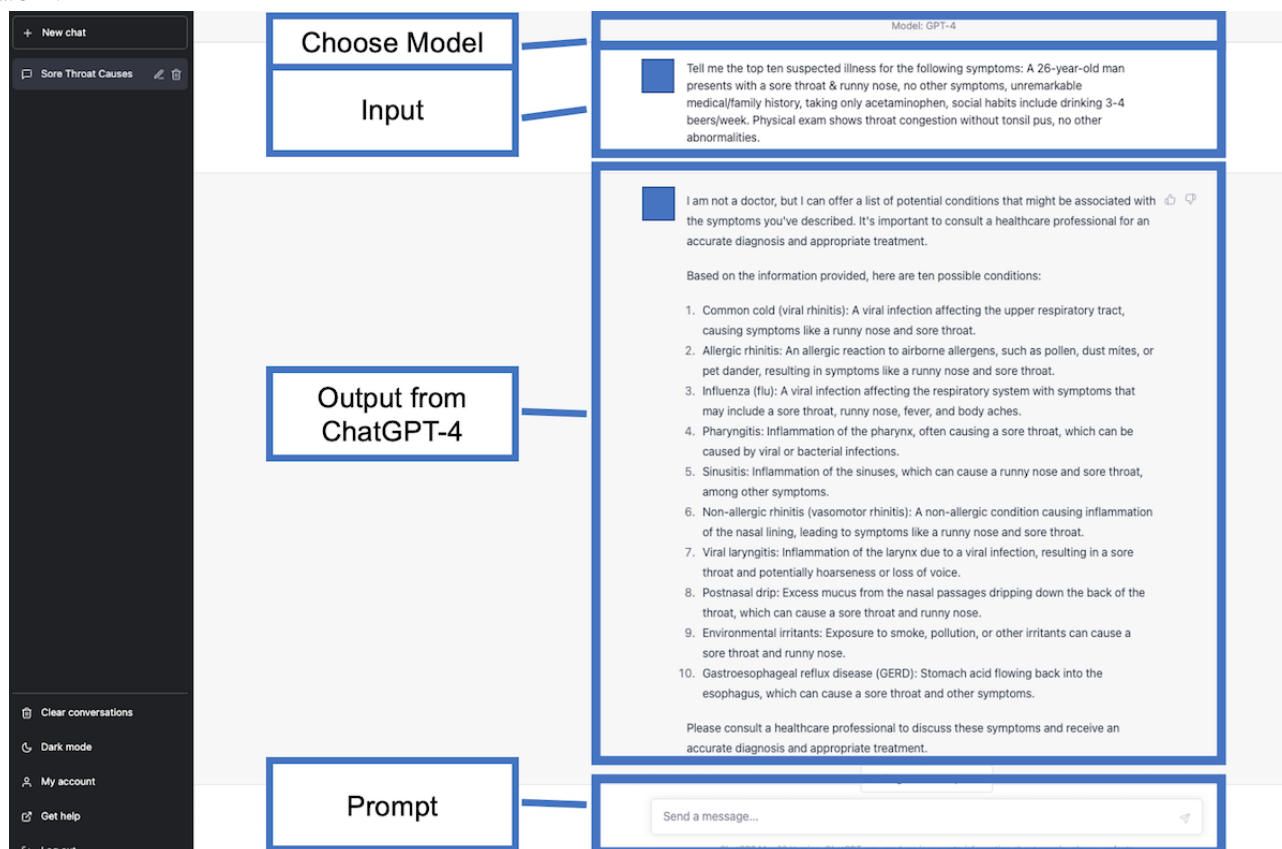 New chat
Sore Throat Causes
Clear conversations
Dark mode
My account
Get help
Choose Model
Input
Output from
ChatGPT-4
Prompt
Model: GPT-4
Tell me the top ten suspected illness for the following symptoms: A 26-year-old man
presents with a sore throat & runny nose, no other symptoms, unremarkable
medical/family history, taking only acetaminophen, social habits include drinking 3-4
beers/week. Physical exam shows throat congestion without tonsil pus, no other
abnormalities.
I am not a doctor, but I can offer a list of potential conditions that might be associated with
the symptoms you've described. It's important to consult a healthcare professional for an
accurate diagnosis and appropriate treatment.
Based on the information provided, here are ten possible conditions:
1. Common cold (viral rhinitis): A viral infection affecting the upper respiratory tract,
causing symptoms like a runny nose and sore throat.
2. Allergic rhinitis: An allergic reaction to airborne allergens, such as pollen, dust mites, or
pet dander, resulting in symptoms like a runny nose and sore throat.
3. Influenza (flu): A viral infection affecting the respiratory system with symptoms that
may include a sore throat, runny nose, fever, and body aches.
4. Pharyngitis: Inflammation of the pharynx, often causing a sore throat, which can be
caused by viral or bacterial infections.
5. Sinusitis: Inflammation of the sinuses, which can cause a runny nose and sore throat,
among other symptoms.
6. Non-allergic rhinitis (vasomotor rhinitis): A non-allergic condition causing inflammation
of the nasal lining, leading to symptoms like a runny nose and sore throat.
7. Viral laryngitis: Inflammation of the larynx due to a viral infection, resulting in a sore
throat and potentially hoarseness or loss of voice.
8. Postnasal drip: Excess mucus from the nasal passages dripping down the back of the
throat, which can cause a sore throat and runny nose.
9. Environmental irritants: Exposure to smoke, pollution, or other irritants can cause a
sore throat and runny nose.
10. Gastroesophageal reflux disease (GERD): Stomach acid flowing back into the
esophagus, which can cause a sore throat and other symptoms.
Please consult a healthcare professional to discuss these symptoms and receive an
accurate diagnosis and appropriate treatment.
Send a message...